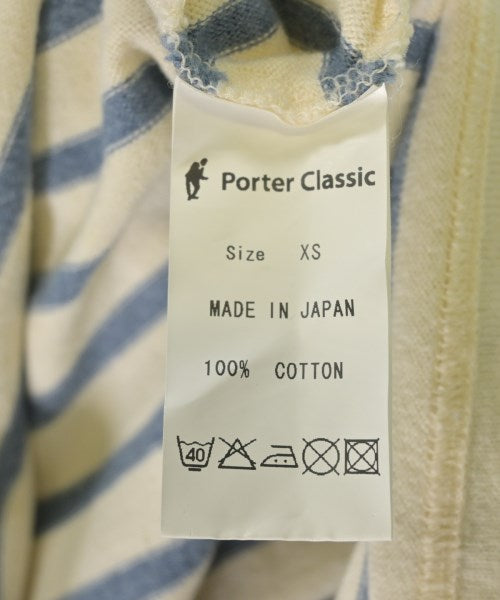 Porter Classic
Size XS
MADE IN JAPAN
100% COTTON
40